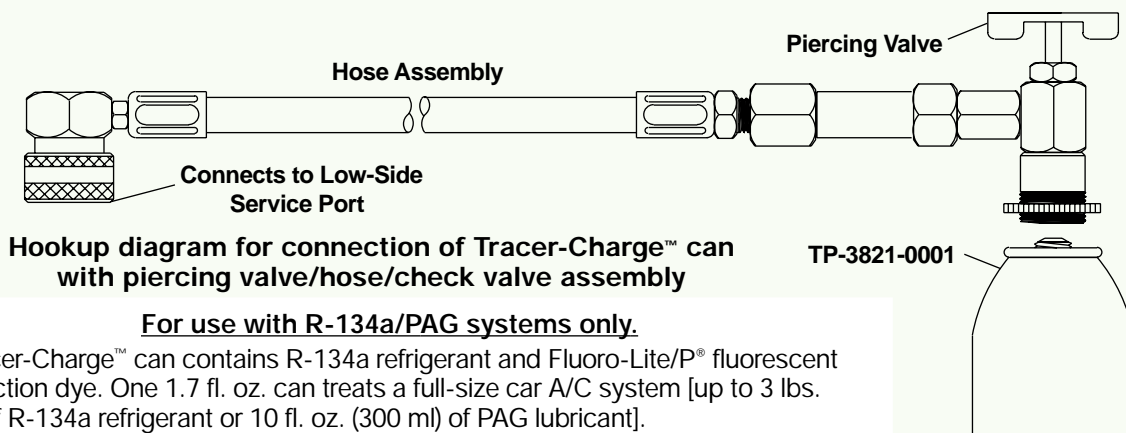 Piercing Valve
Hose Assembly
Connects to Low-Side
Service Port
Hookup diagram for connection of Tracer-Charge™ can
with piercing valve/hose/check valve assembly
TP-3821-0001
For use with R-134a/PAG systems only.
cer-Charge™ can contains R-134a refrigerant and Fluoro-Lite/P® fluorescent
ction dye. One 1.7 fl. oz. can treats a full-size car A/C system [up to 3 lbs.
f R-134a refrigerant or 10 fl. oz. (300 ml) of PAG lubricant].